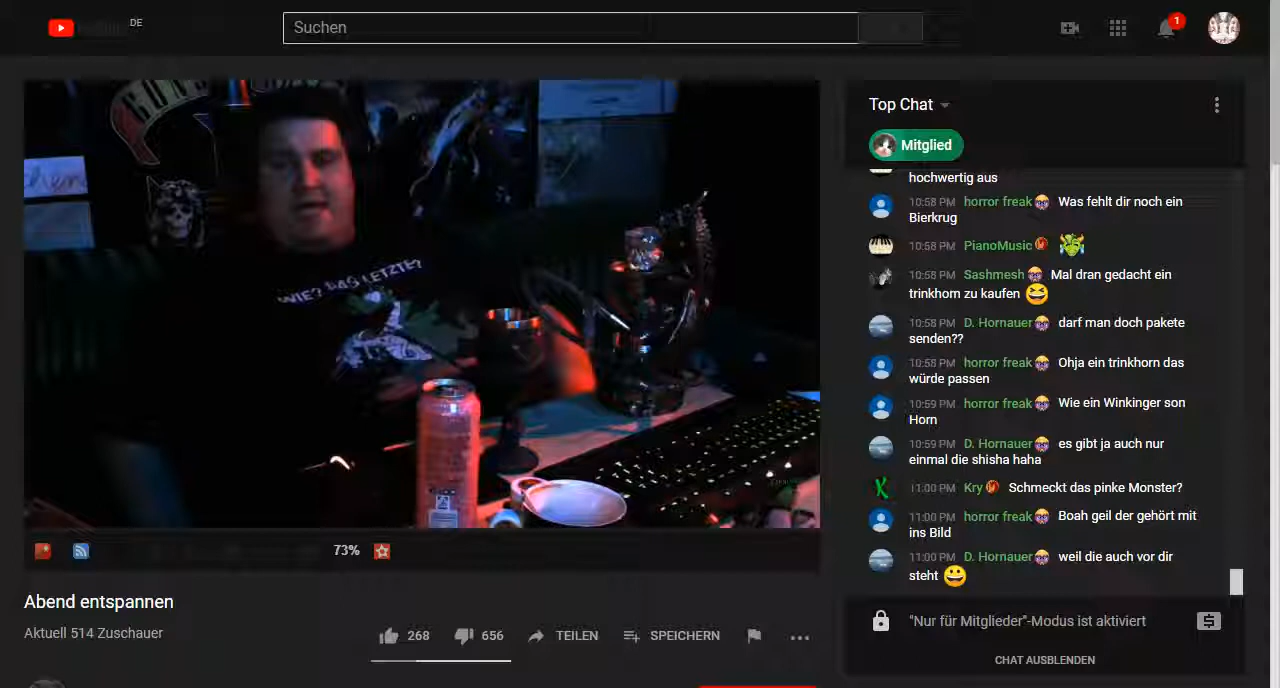 DE
Suchen
1
WIE? DAS LETZTE?
73%
Abend entspannen
Aktuell 514 Zuschauer
268
656
TEILEN
SPEICHERN
Top Chat
Mitglied
hochwertig aus
10:58 PM horror freak Was fehlt dir noch ein
Bierkrug
10:58 PM PianoMusic
10:58 PM Sashmesh Mal dran gedacht ein
trinkhorn zu kaufen
10:58 PM D. Hornauer darf man doch pakete
senden??
10:58 PM horror freak Ohja ein trinkhorn das
würde passen
10:59 PM horror freak Wie ein Winkinger son
Horn
10:59 PM D. Hornauer es gibt ja auch nur
einmal die shisha haha
11:00 PM Kry Schmeckt das pinke Monster?
11:00 PM horror freak Boah geil der gehört mit
ins Bild
11:00 PM D. Hornauer weil die auch vor dir
steht
"Nur für Mitglieder"-Modus ist aktiviert
CHAT AUSBLENDEN